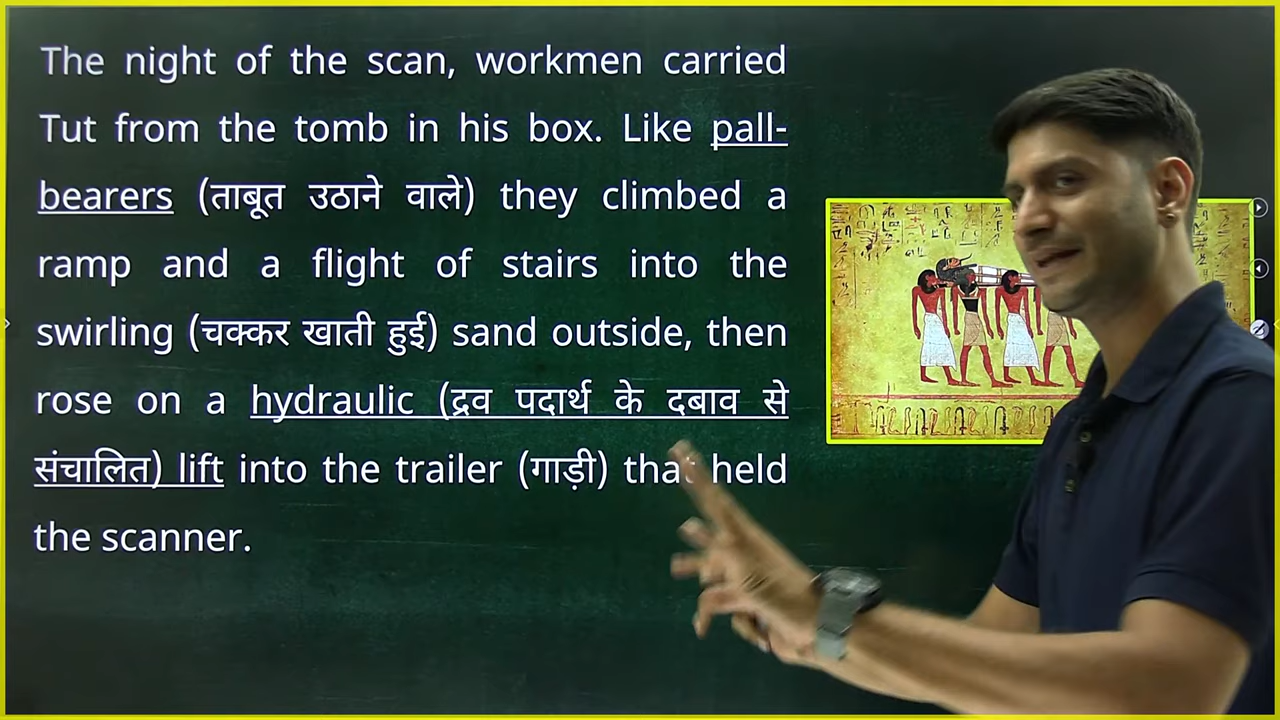 The night of the scan, workmen carried
Tut from the tomb in his box. Like pall-
bearers (ताबूत उठाने वाले) they climbed a
ramp and a flight of stairs into the
swirling (चक्कर खाती हुई) sand outside, then
rose on a hydraulic (द्रव पदार्थ के दबाव से
संचालित) lift into the trailer (गाड़ी) that held
the scanner.